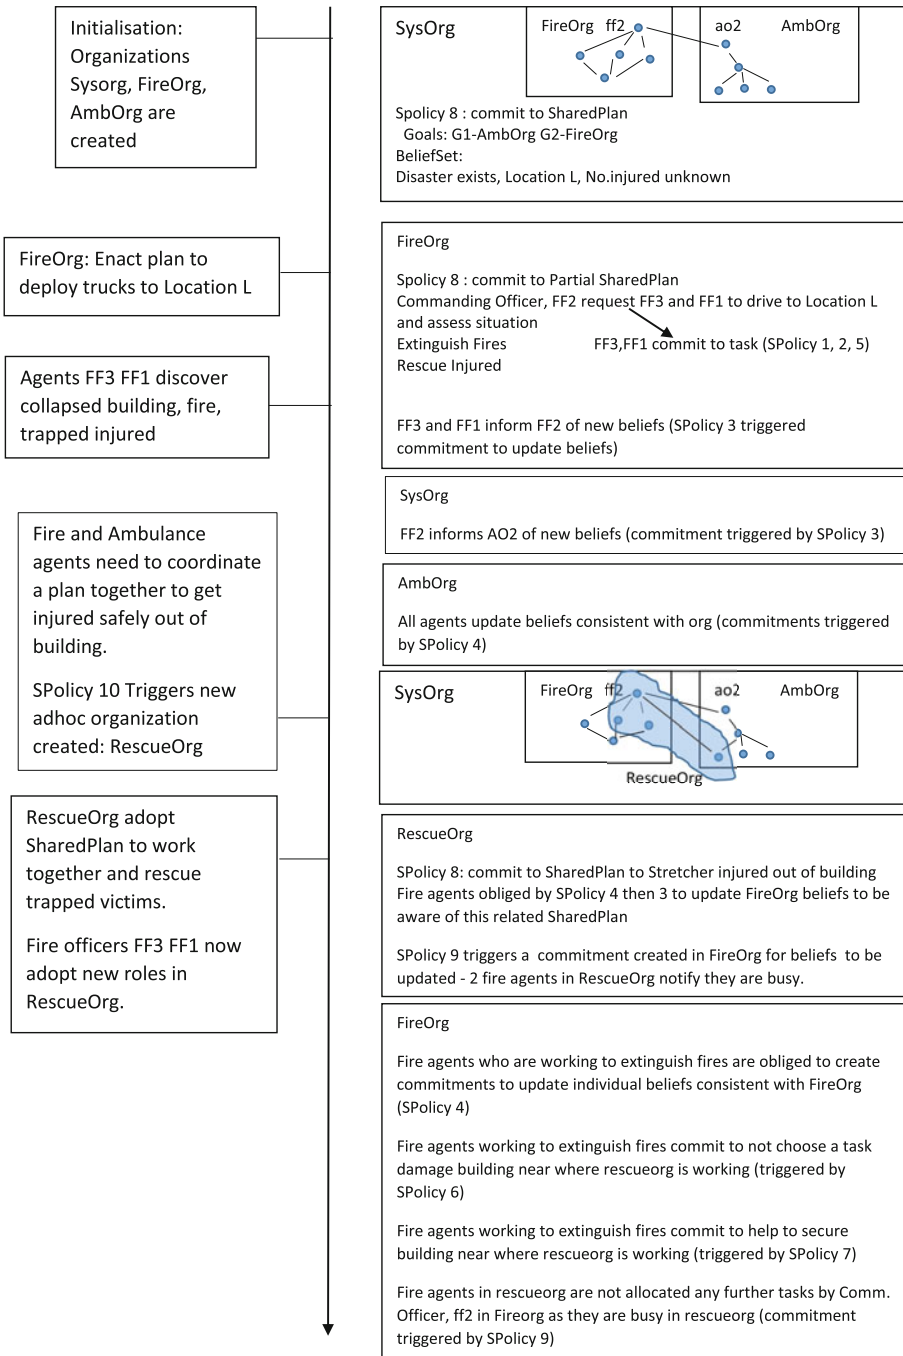 Initialisation:
Organizations
Sysorg, FireOrg,
AmbOrg are
created
SysOrg
FireOrg ff2
ao2 AmbOrg
Spolicy 8 : commit to SharedPlan
Goals: G1-AmbOrg G2-FireOrg
BeliefSet:
Disaster exists, Location L, No.injured unknown
FireOrg: Enact plan to
deploy trucks to Location L
FireOrg
Spolicy 8 : commit to Partial SharedPlan
Commanding Officer, FF2 request FF3 and FF1 to drive to Location L
and assess situation
Extinguish Fires FF3,FF1 commit to task (SPolicy 1, 2, 5)
Rescue Injured
FF3 and FF1 inform FF2 of new beliefs (SPolicy 3 triggered
commitment to update beliefs)
Agents FF3 FF1 discover
collapsed building, fire,
trapped injured
SysOrg
FF2 informs AO2 of new beliefs (commitment triggered by SPolicy 3)
AmbOrg
All agents update beliefs consistent with org (commitments triggered
by SPolicy 4)
Fire and Ambulance
agents need to coordinate
a plan together to get
injured safely out of
building.
SPolicy 10 Triggers new
adhoc organization
created: RescueOrg
SysOrg
FireOrg ff2
ao2 AmbOrg
RescueOrg
RescueOrg adopt
SharedPlan to work
together and rescue
trapped victims.
Fire officers FF3 FF1 now
adopt new roles in
RescueOrg.
RescueOrg
SPolicy 8: commit to SharedPlan to Stretcher injured out of building
Fire agents obliged by SPolicy 4 then 3 to update FireOrg beliefs to be
aware of this related SharedPlan
SPolicy 9 triggers a commitment created in FireOrg for beliefs to be
updated - 2 fire agents in RescueOrg notify they are busy.
FireOrg
Fire agents who are working to extinguish fires are obliged to create
commitments to update individual beliefs consistent with FireOrg
(SPolicy 4)
Fire agents working to extinguish fires commit to not choose a task
damage building near where rescueorg is working (triggered by
SPolicy 6)
Fire agents working to extinguish fires commit to help to secure
building near where rescueorg is working (triggered by SPolicy 7)
Fire agents in rescueorg are not allocated any further tasks by Comm.
Officer, ff2 in Fireorg as they are busy in rescueorg (commitment
triggered by SPolicy 9)